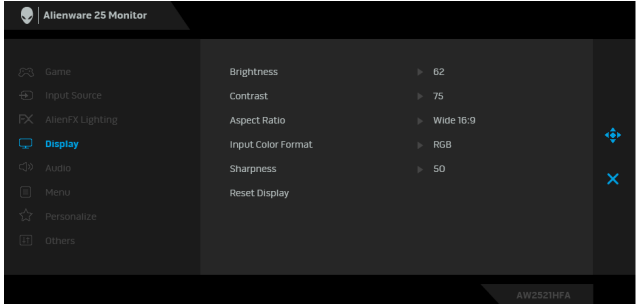 Alienware 25 Monitor
Game
Brightness 62
Input Source
Contrast 75
AlienFX Lighting
Aspect Ratio Wide 16:9
Display
Input Color Format RGB
Audio
Sharpness 50
Menu
Reset Display
Personalize
Others
AW2521HFA